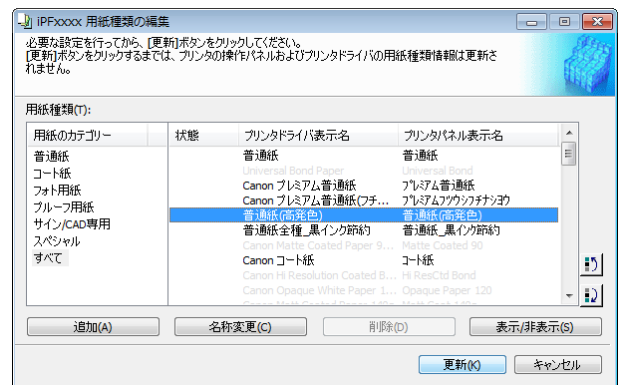 iPFxxxx 用紙種類の編集
必要な設定を行ってから、[更新]ボタンをクリックしてください。
[更新]ボタンをクリックするまでは、プリンタの操作パネルおよびプリンタドライバの用紙種類情報は更新さ
れません。
用紙種類(T):
用紙のカテゴリー 状態 プリンタドライバ表示名 プリンタパネル表示名
普通紙 普通紙 普通紙
コート紙 Universal Bond Paper Universal Bond
フォト用紙 Canon プレミアム普通紙 プレミアム普通紙
プルーフ用紙 Canon プレミアム普通紙(フチ... プレミアムフツウシフチナシヨウ
サイン/CAD専用 普通紙(高発色) 普通紙(高発色)
スペシャル 普通紙全種_黒インク節約 普通紙_黒インク節約
すべて Canon Matte Coated Paper 9... Matte Coated 90
Canon コート紙 コート紙
Canon Hi Resolution Coated B... Hi ResCtd Bond
Canon Opaque White Paper 1... Opaque Paper 120
追加(A) 名称変更(C) 削除(D) 表示/非表示(S)
更新(K) キャンセル